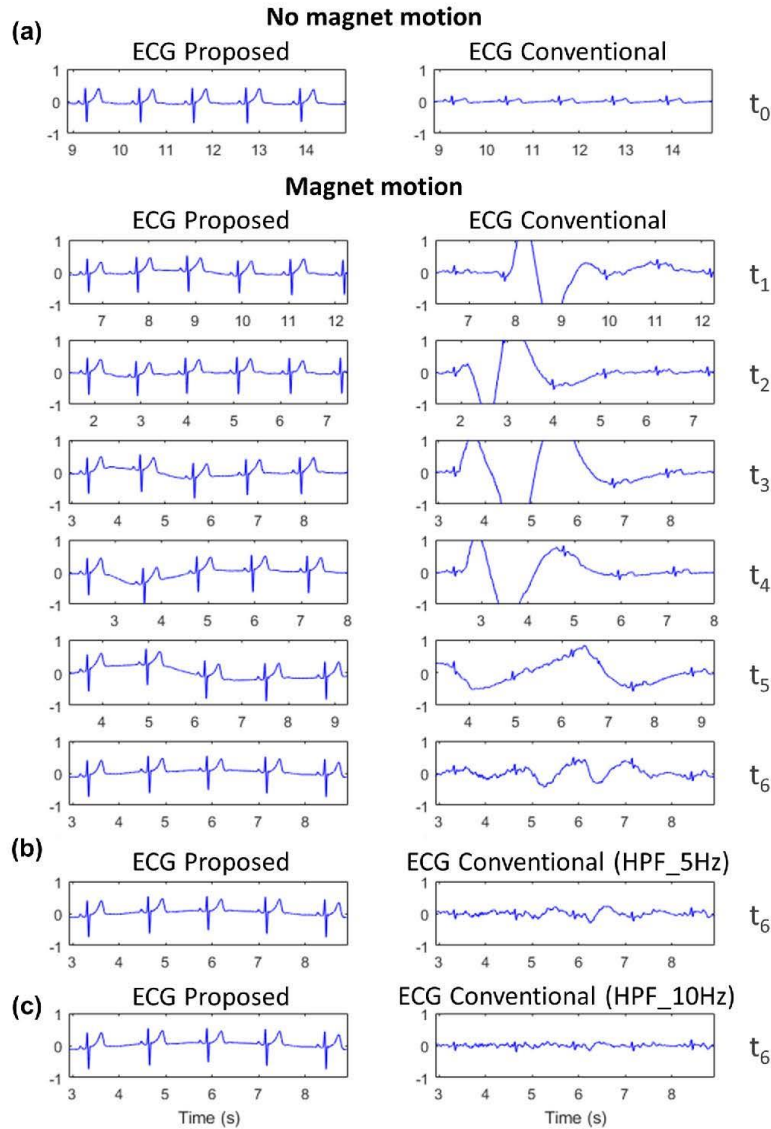 No magnet motion
(a)
ECG Proposed ECG Conventional
1 1
0 0 t0
-1 -1
9 10 11 12 13 14 9 10 11 12 13 14
Magnet motion
ECG Proposed ECG Conventional
1 1
0 0 t1
-1 -1
7 8 9 10 11 12 7 8 9 10 11 12
1 1
0 0 t2
-1 -1
2 3 4 5 6 7 2 3 4 5 6 7
1 1
0 0 t3
-1 -1
3 4 5 6 7 8 3 4 5 6 7 8
1 1
0 0 t4
-1 -1
3 4 5 6 7 8 3 4 5 6 7 8
1 1
0 0 t5
-1 -1
4 5 6 7 8 9 4 5 6 7 8 9
1 1
0 0 t6
-1 -1
3 4 5 6 7 8 3 4 5 6 7 8
(b)
ECG Proposed ECG Conventional (HPF_5Hz)
1 1
0 0 t6
-1 -1
3 4 5 6 7 8 3 4 5 6 7 8
(c) ECG Proposed ECG Conventional (HPF_10Hz)
1 1
0 0 t6
-1 -1
3 4 5 6 7 8 3 4 5 6 7 8
Time (s) Time (s)